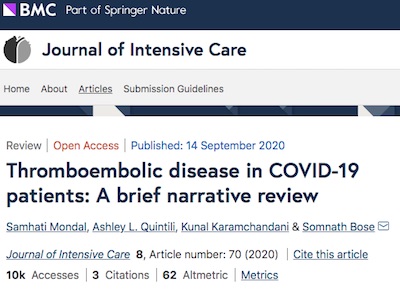 BMC Part of Springer Nature
Journal of Intensive Care
Home About Articles Submission Guidelines
Review | Open Access | Published: 14 September 2020
Thromboembolic disease in COVID-19
patients: A brief narrative review
Samhati Mondal, Ashley L. Quintili, Kunal Karamchandani & Somnath Bose
Journal of Intensive Care 8, Article number: 70 (2020) | Cite this article
10k Accesses | 3 Citations | 62 Altmetric | Metrics